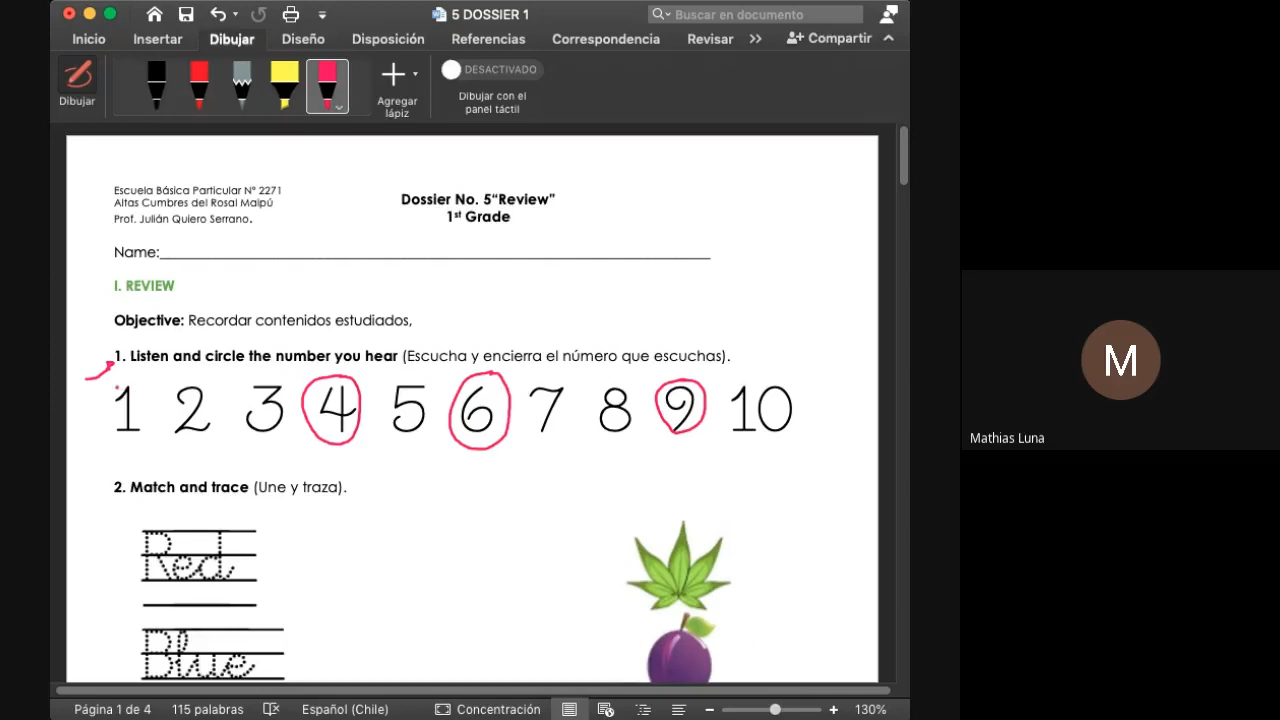 5 DOSSIER 1
Buscar en documento
Inicio
Insertar
Dibujar
Diseño
Disposición
Referencias
Correspondencia
Revisar
Compartir
Dibujar
Agregar
lápiz
DESACTIVADO
Dibujar con el
panel táctil
Escuela Básica Particular N° 2271
Altas Cumbres del Rosal Maipú
Prof. Julián Quiero Serrano.
Dossier No. 5“Review”
1st Grade
Name:
I. REVIEW
Objective: Recordar contenidos estudiados,
1. Listen and circle the number you hear (Escucha y encierra el número que escuchas).
1 2 3 4 5 6 7 8 9 10
2. Match and trace (Une y traza).
Red
Blue
M
Mathias Luna
Página 1 de 4
115 palabras
Español (Chile)
Concentración
130%